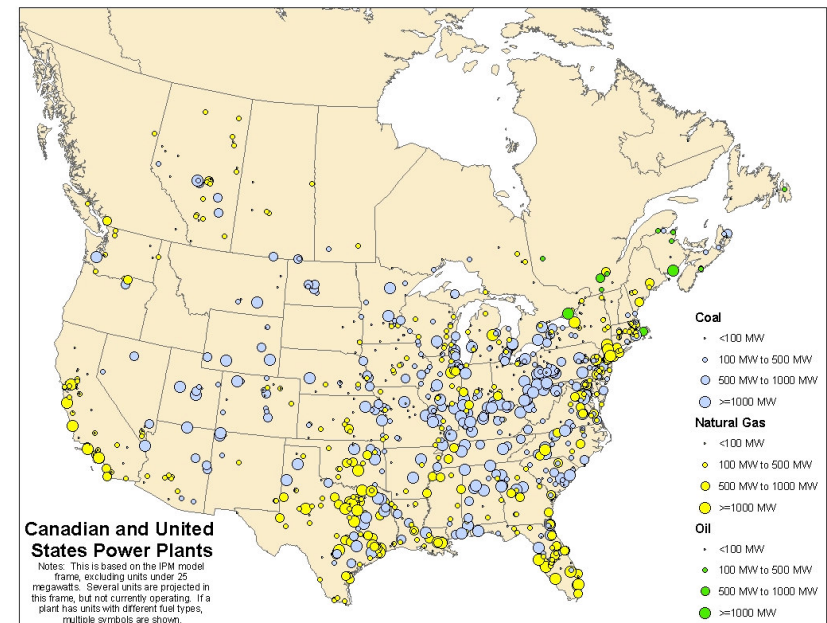 Coal
<100 MW
100 MW to 500 MW
500 MW to 1000 MW
>=1000 MW
Natural Gas
<100 MW
100 MW to 500 MW
500 MW to 1000 MW
>=1000 MW
Oil
<100 MW
100 MW to 500 MW
500 MW to 1000 MW
>=1000 MW
Canadian and United
States Power Plants
Notes: This is based on the IPM model
frame, excluding units under 25
megawatts. Several units are projected in
this frame, but not currently operating. If a
plant has units with different fuel types,
multiple symbols are shown.